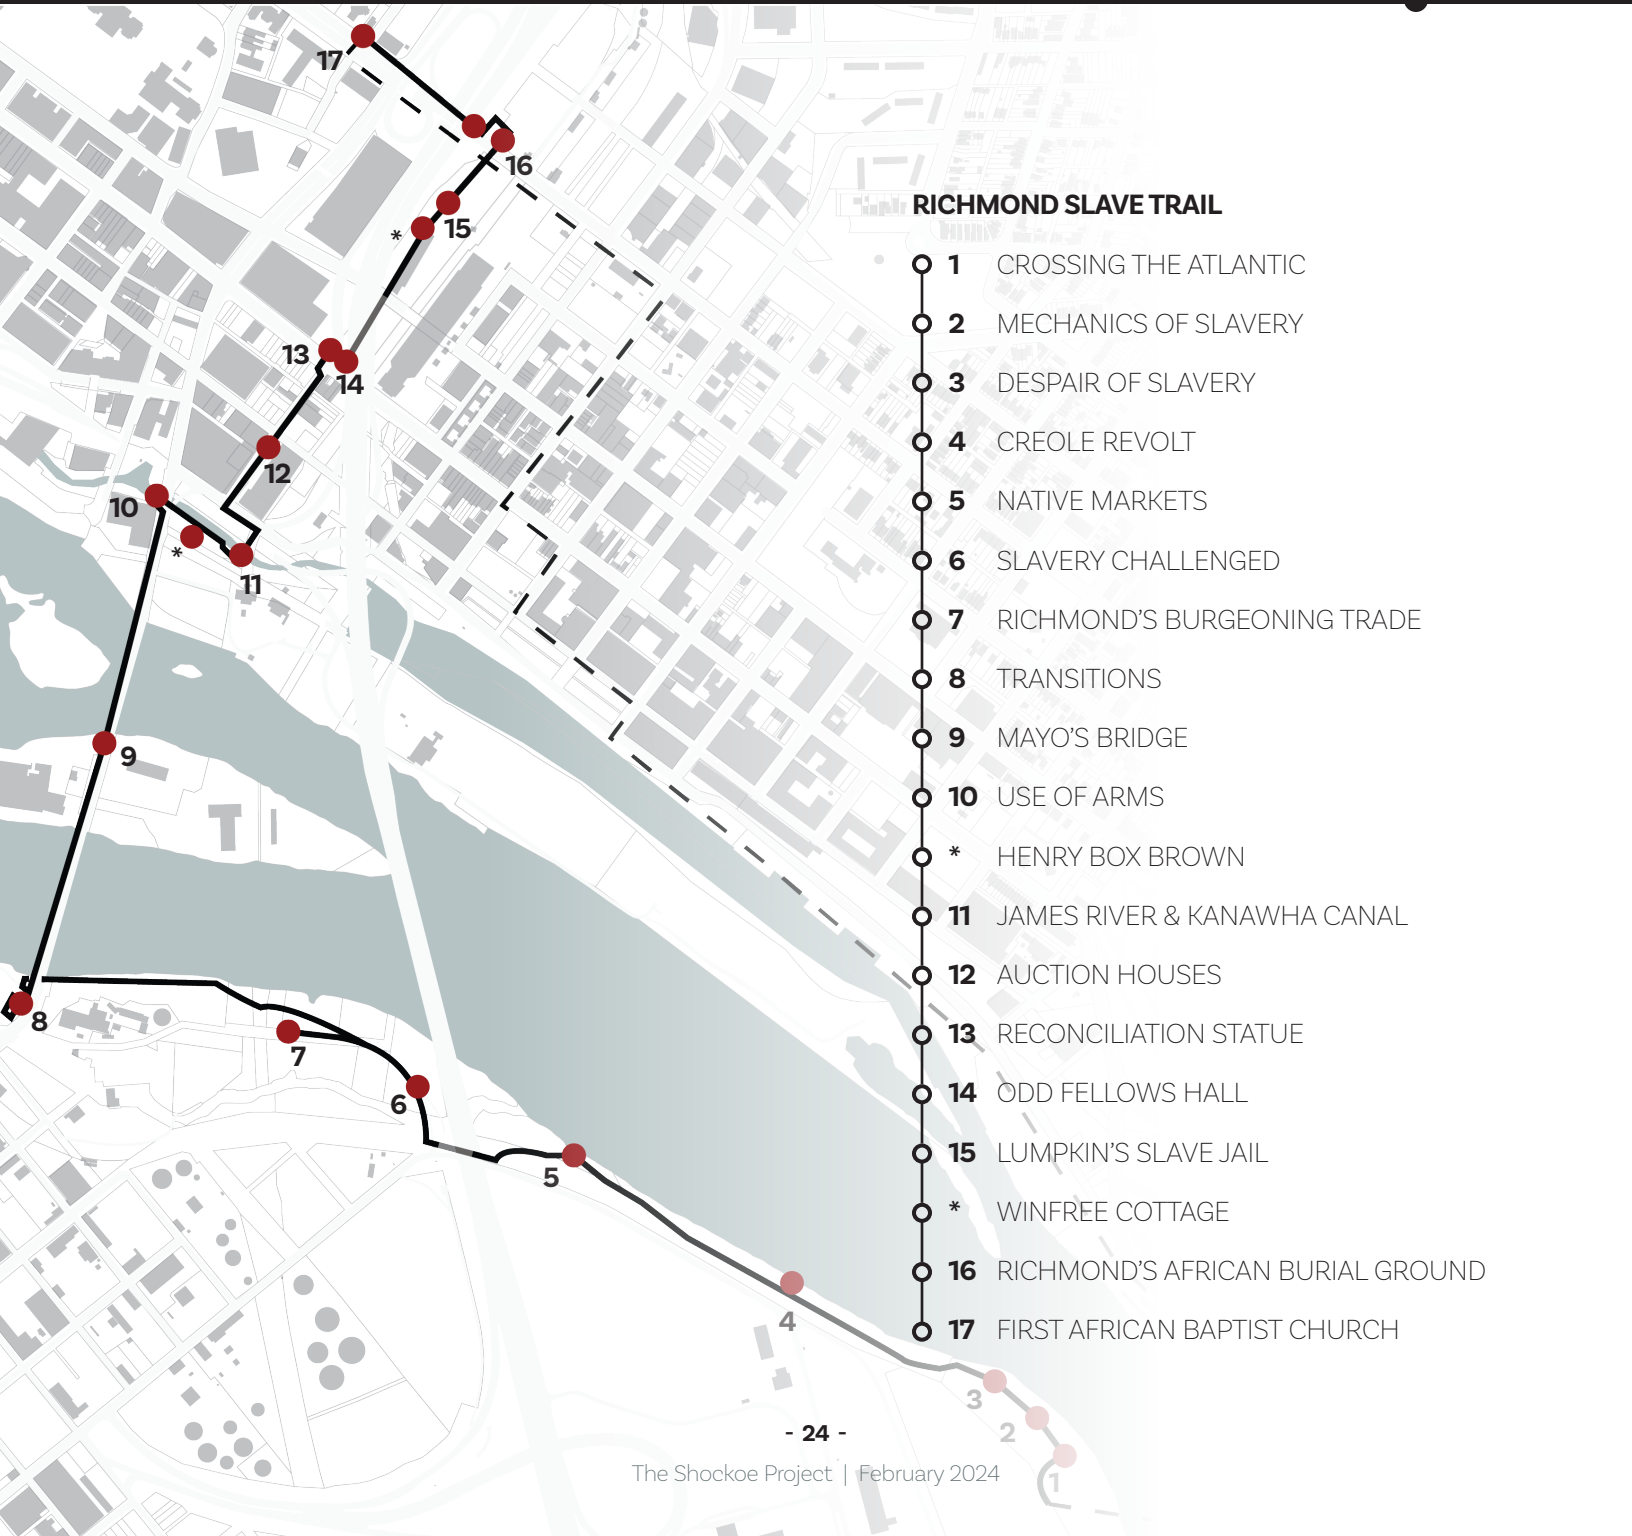 17
16
15
*
13
14
12
10
*
11
9
8
7
6
5
4
3
2
1
RICHMOND SLAVE TRAIL
1 CROSSING THE ATLANTIC
2 MECHANICS OF SLAVERY
3 DESPAIR OF SLAVERY
4 CREOLE REVOLT
5 NATIVE MARKETS
6 SLAVERY CHALLENGED
7 RICHMOND’S BURGEONING TRADE
8 TRANSITIONS
9 MAYO’S BRIDGE
10 USE OF ARMS
* HENRY BOX BROWN
11 JAMES RIVER & KANAWHA CANAL
12 AUCTION HOUSES
13 RECONCILIATION STATUE
14 ODD FELLOWS HALL
15 LUMPKIN’S SLAVE JAIL
* WINFREE COTTAGE
16 RICHMOND’S AFRICAN BURIAL GROUND
17 FIRST AFRICAN BAPTIST CHURCH
- 24 -
The Shockoe Project | February 2024